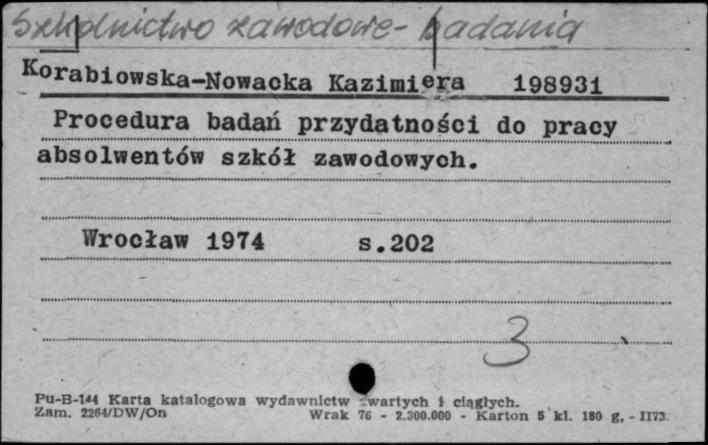 Szkolnictwo zawodowe - badania
Korabiowska-Nowacka Kazimiera 198931
Procedura badań przydatności do pracy
absolwentów szkół zawodowych.
Wrocław 1974 s.202
3
Pu-B-144 Karta katalogowa wydawnictw zwartych i ciągłych.
Zam. 2264/DW/On Wrak 76 - 2.300.000 - Karton 5 kl. 180 g, - II73.